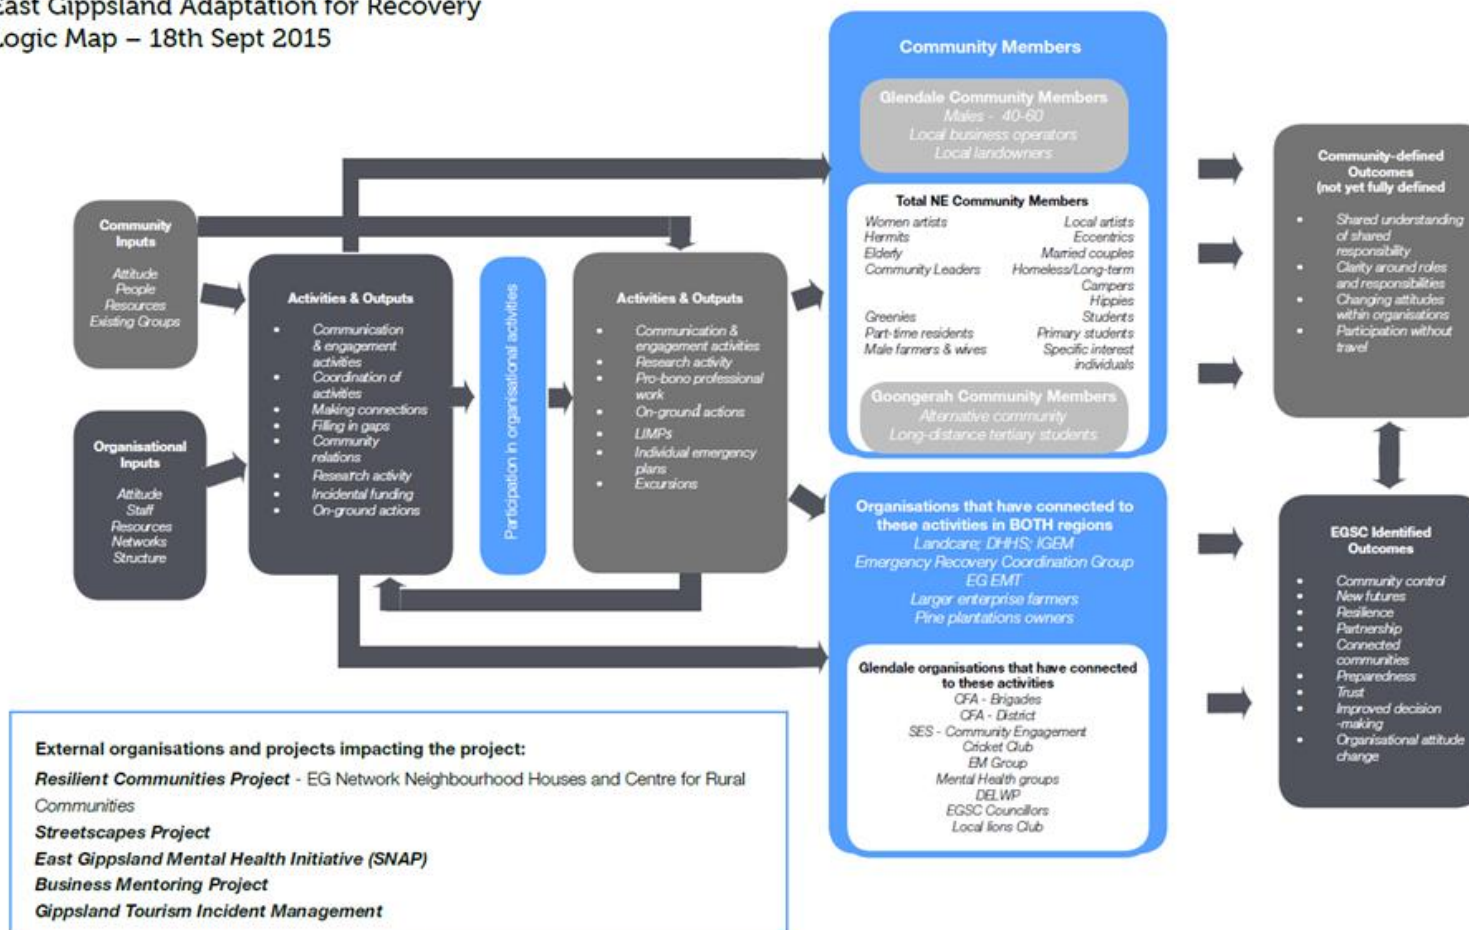 East Gippsland Adaptation for Recovery
Logic Map – 18th Sept 2015
Community
Inputs
Attitude
People
Resources
Existing Groups
Organisational
Inputs
Attitude
Staff
Resources
Networks
Structure
Activities & Outputs
• Communication
& engagement
activities
• Coordination of
activities
• Making connections
• Filling in gaps
• Community
relations
• Research activity
• Incidental funding
• On-ground actions
Participation in organisational activities
Activities & Outputs
• Communication &
engagement activities
• Research activity
• Pro-bono professional
work
• On-ground actions
• LIMPs
• Individual emergency
plans
• Excursions
Community Members
Glendale Community Members
Males - 40-60
Local business operators
Local landowners
Total NE Community Members
Women artists Local artists
Hermits Eccentrics
Elderly Married couples
Community Leaders Homeless/Long-term
Campers
Hippies
Greenies Students
Part-time residents Primary students
Male farmers & wives Specific interest
individuals
Goongerah Community Members
Alternative community
Long-distance tertiary students
Organisations that have connected to
these activities in BOTH regions
Landcare; DHHS; IGEM
Emergency Recovery Coordination Group
EG EMT
Larger enterprise farmers
Pine plantations owners
Glendale organisations that have connected
to these activities
CFA - Brigades
CFA - District
SES - Community Engagement
Cricket Club
EM Group
Mental Health groups
DELWP
EGSC Councillors
Local lions Club
Community-defined
Outcomes
(not yet fully defined
• Shared understanding
of shared
responsibility
• Clarity around roles
and responsibilities
• Changing attitudes
within organisations
• Participation without
travel
EGSC Identified
Outcomes
• Community control
• New futures
• Resilience
• Partnership
• Connected
communities
• Preparedness
• Trust
• Improved decision
-making
• Organisational attitude
change
External organisations and projects impacting the project:
Resilient Communities Project - EG Network Neighbourhood Houses and Centre for Rural
Communities
Streetscapes Project
East Gippsland Mental Health Initiative (SNAP)
Business Mentoring Project
Gippsland Tourism Incident Management